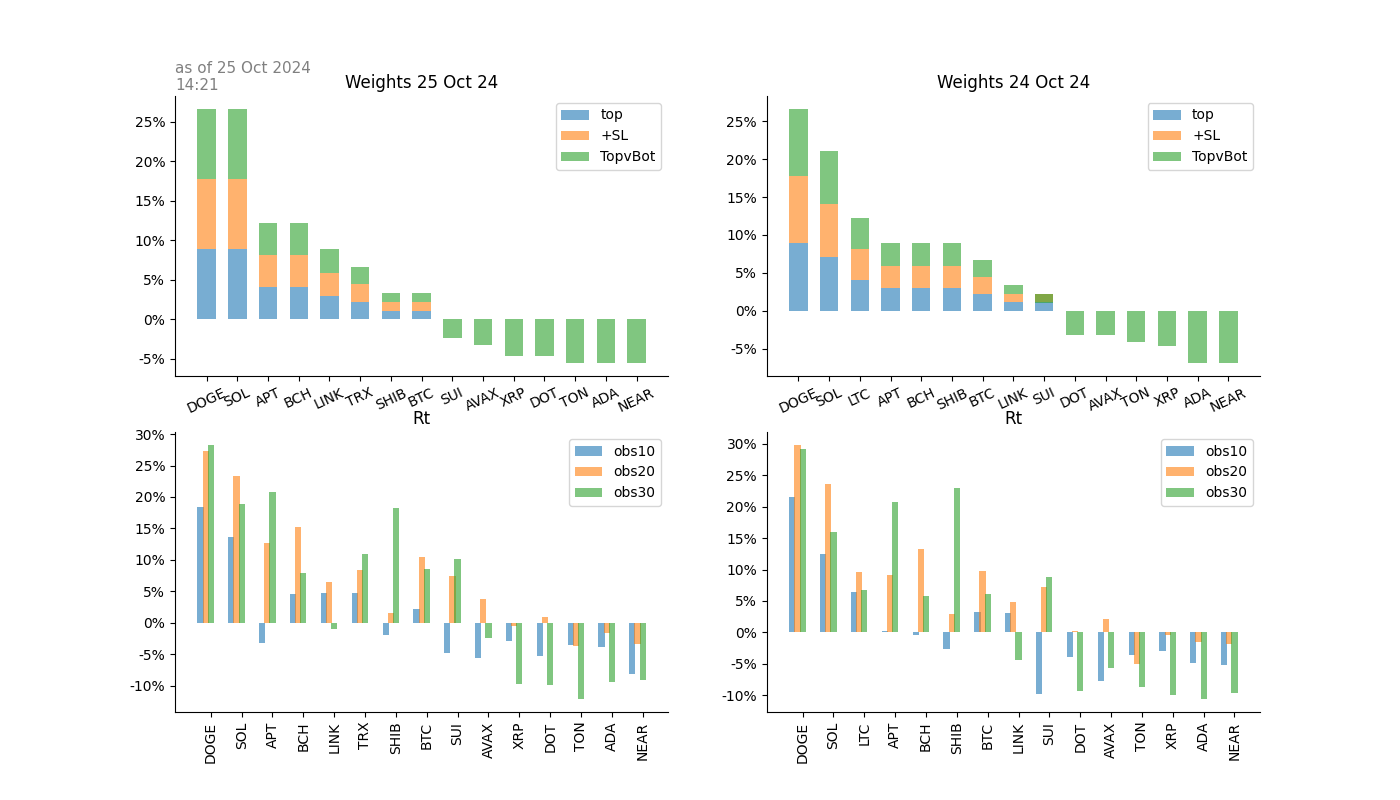 as of 25 Oct 2024
14:21
Weights 25 Oct 24
25%
20%
15%
10%
5%
0%
-5%
top
+SL
TopvBot
DOGE SOL APT BCH LINK TRX SHIB BTC SUI AVAX XRP DOT TON ADA NEAR
Weights 24 Oct 24
25%
20%
15%
10%
5%
0%
-5%
top
+SL
TopvBot
DOGE SOL LTC APT BCH SHIB BTC LINK SUI DOT AVAX TON XRP ADA NEAR
Rt
30%
25%
20%
15%
10%
5%
0%
-5%
-10%
obs10
obs20
obs30
DOGE SOL APT BCH LINK TRX SHIB BTC SUI AVAX XRP DOT TON ADA NEAR
Rt
30%
25%
20%
15%
10%
5%
0%
-5%
-10%
obs10
obs20
obs30
DOGE SOL LTC APT BCH SHIB BTC LINK SUI DOT AVAX TON XRP ADA NEAR